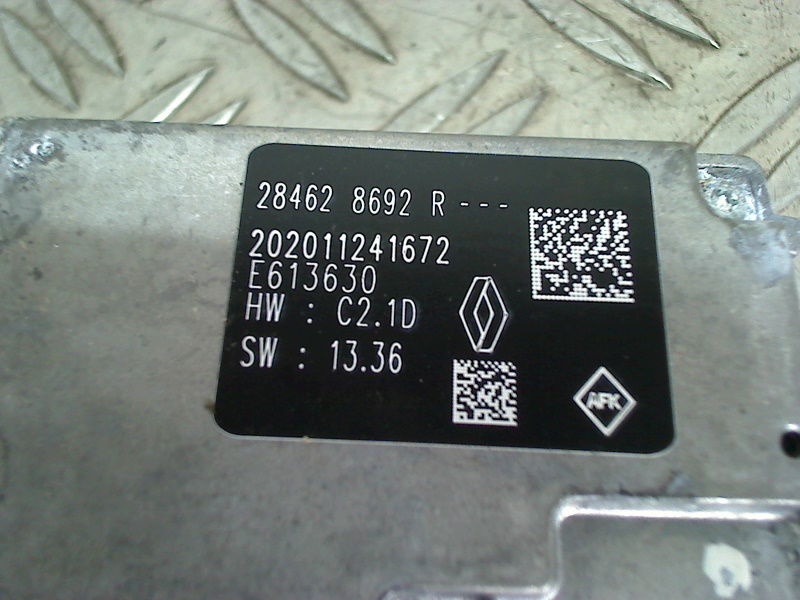 28462 8692 R ---
202011241672
E613630
HW : C2.1D
SW : 13.36
AFK